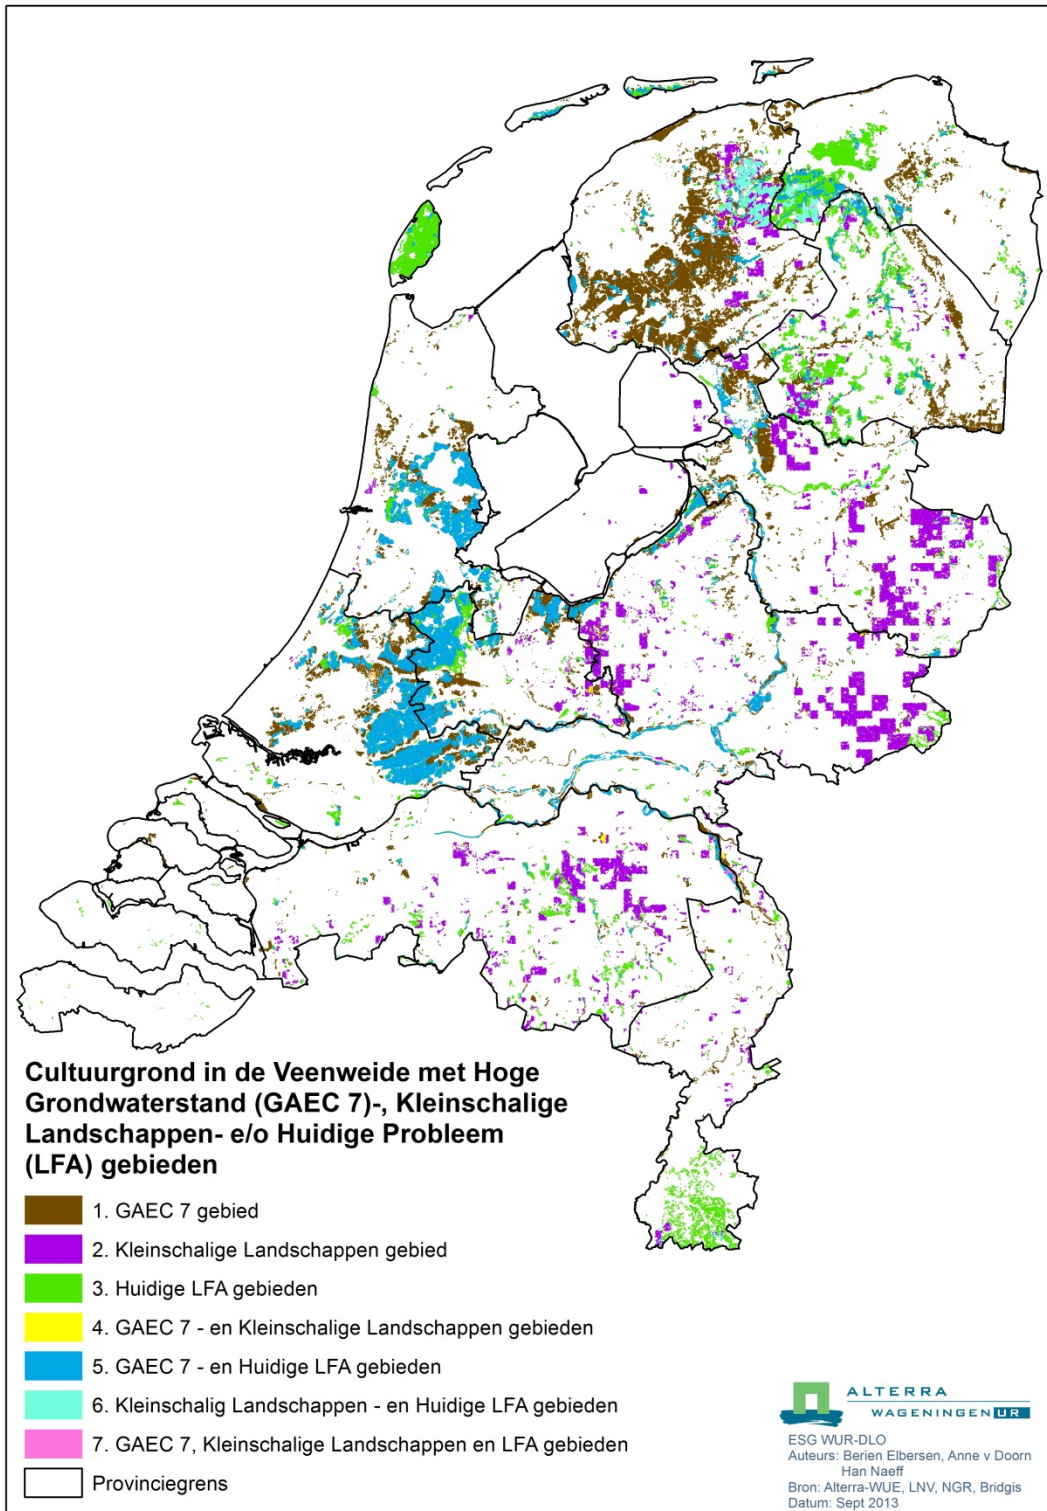 Cultuurgrond in de Veenweide met Hoge
Grondwaterstand (GAEC 7)-, Kleinschalige
Landschappen- e/o Huidige Probleem
(LFA) gebieden
1. GAEC 7 gebied
2. Kleinschalige Landschappen gebied
3. Huidige LFA gebieden
4. GAEC 7 - en Kleinschalige Landschappen gebieden
5. GAEC 7 - en Huidige LFA gebieden
6. Kleinschalig Landschappen - en Huidige LFA gebieden
7. GAEC 7, Kleinschalige Landschappen en LFA gebieden
Provinciegrens
ALTERRA
WAGENINGEN UR
ESG WUR-DLO
Auteurs: Berien Elbersen, Anne v Doorn
Han Naeff
Bron: Alterra-WUE, LNV, NGR, Bridgis
Datum: Sept 2013